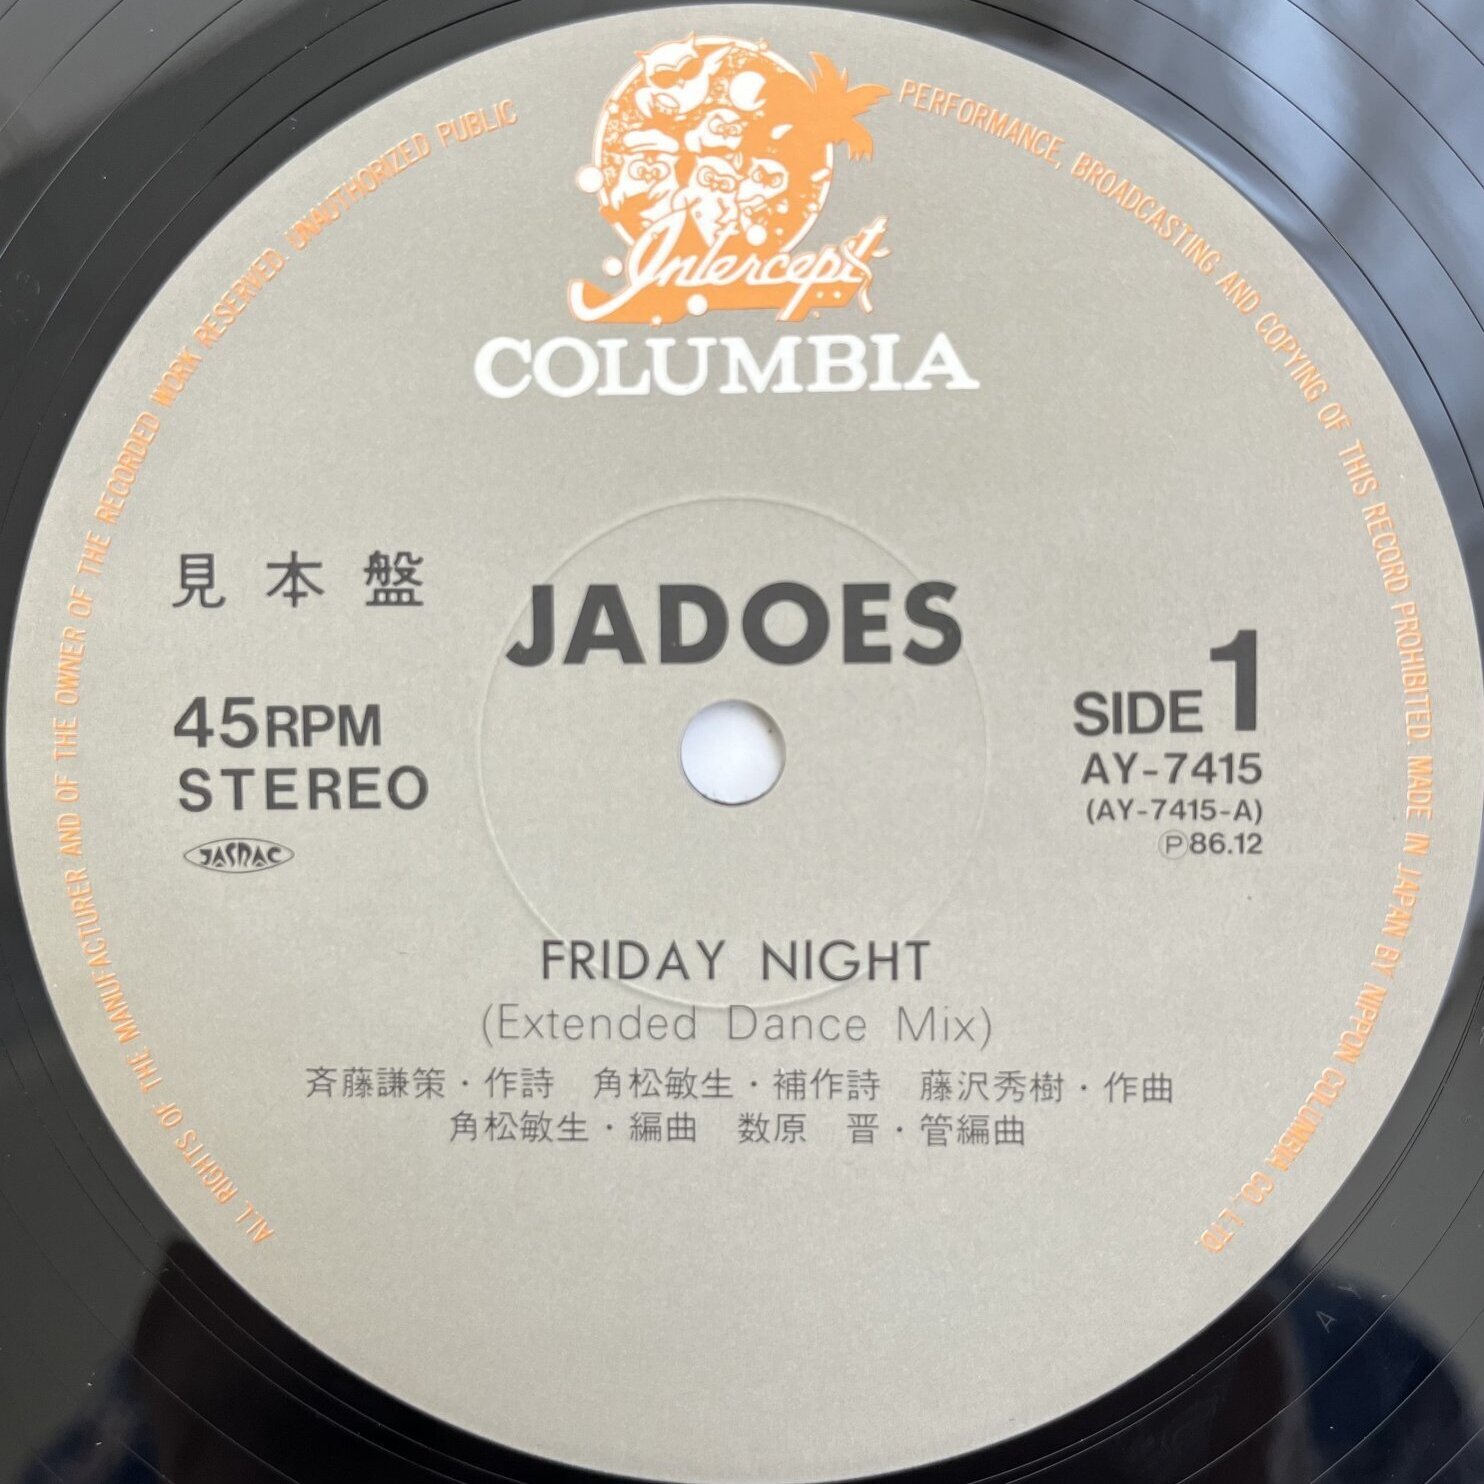 ALL RIGHTS OF THE MANUFACTURER AND OF THE OWNER OF THE RECORDED WORK RESERVED. UNAUTHORIZED PUBLIC PERFORMANCE, BROADCASTING AND COPYING OF THIS RECORD PROHIBITED. MADE IN JAPAN BY NIPPON COLUMBIA CO., LTD.
Intercept
COLUMBIA
見本盤
JADOES
45RPM
STEREO
JASRAC
SIDE 1
AY-7415
(AY-7415-A)
Ⓟ86.12
FRIDAY NIGHT
(Extended Dance Mix)
斉藤謙策・作詩 角松敏生・補作詩 藤沢秀樹・作曲
角松敏生・編曲 数原 晋・管編曲